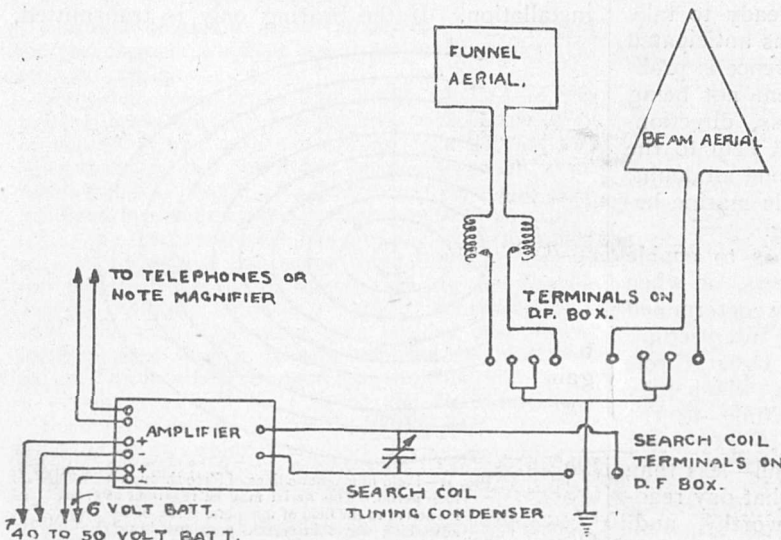 FUNNEL
AERIAL.
BEAM AERIAL
TO TELEPHONES OR
NOTE MAGNIFIER
TERMINALS ON
D.F. BOX.
AMPLIFIER
+
-
+
-
SEARCH COIL
TERMINALS ON
D.F BOX.
SEARCH COIL
TUNING CONDENSER
6 VOLT BATT.
40 TO 50 VOLT BATT.